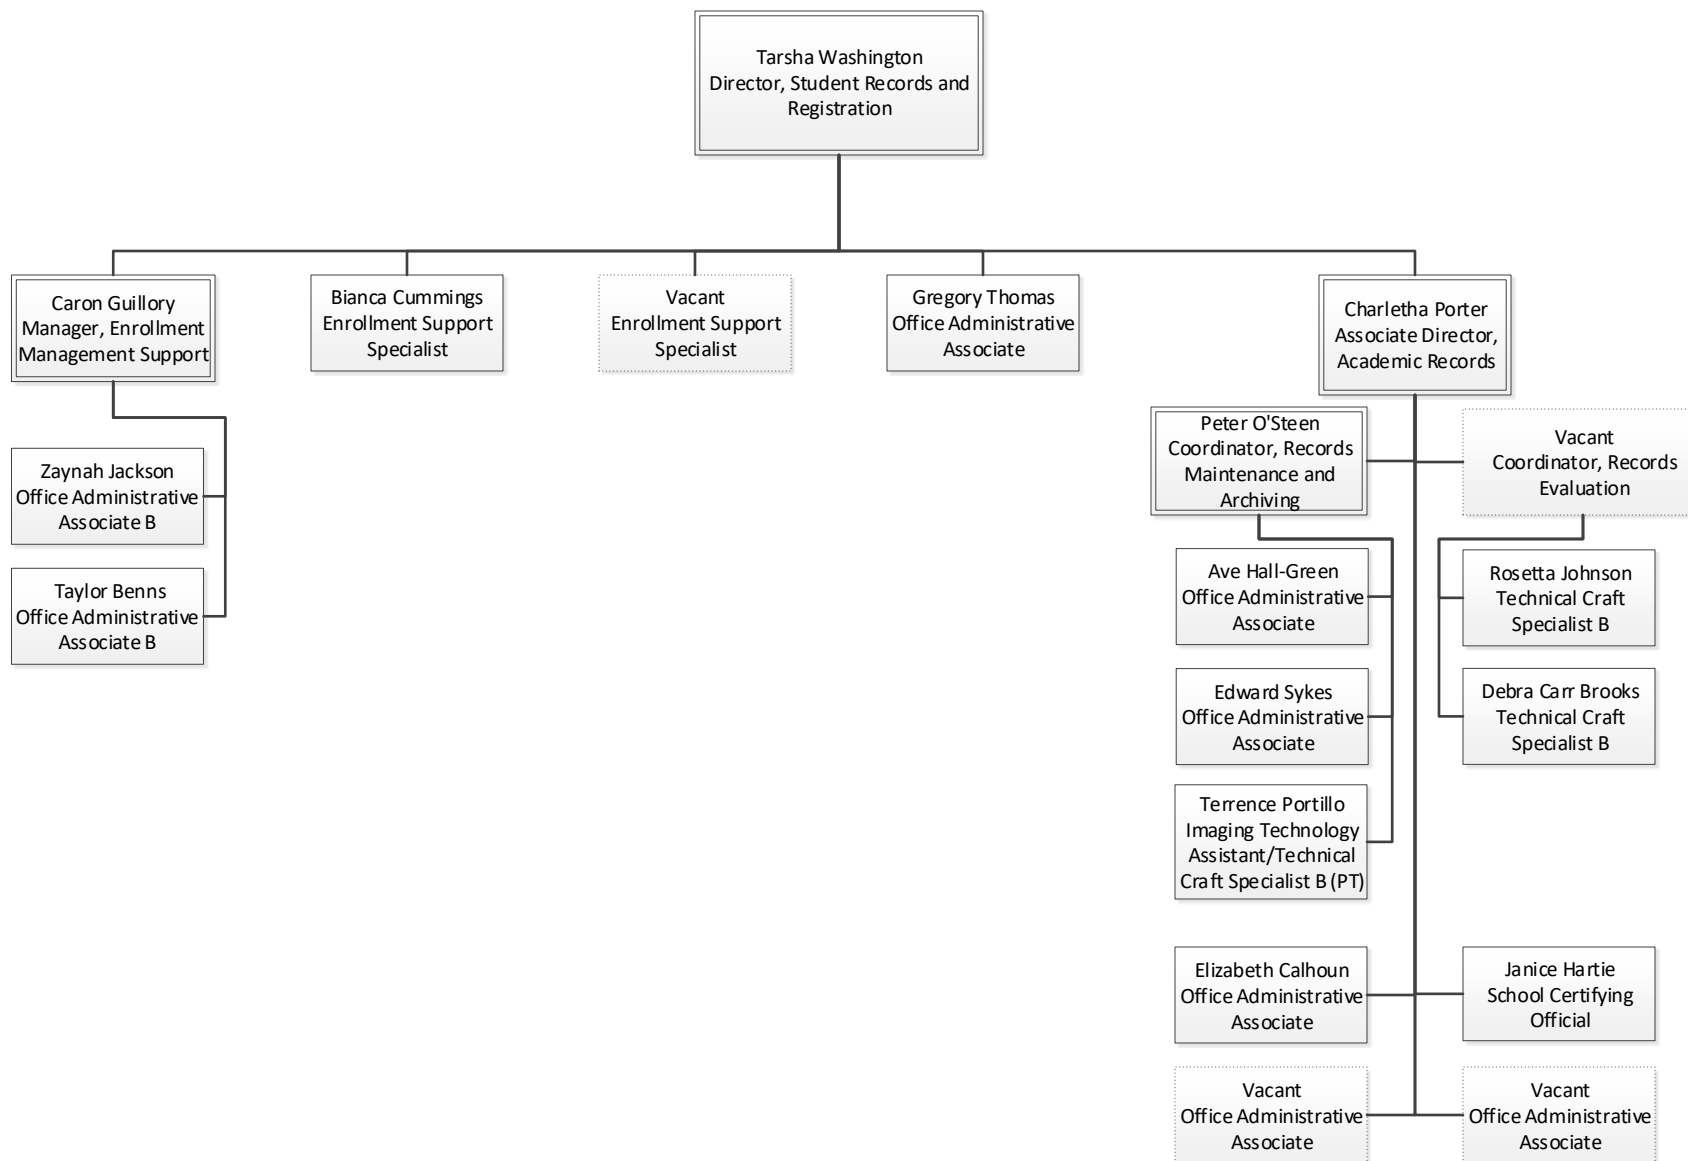 Tarsha Washington
Director, Student Records and
Registration
Caron Guillory
Manager, Enrollment
Management Support
Bianca Cummings
Enrollment Support
Specialist
Vacant
Enrollment Support
Specialist
Gregory Thomas
Office Administrative
Associate
Charletha Porter
Associate Director,
Academic Records
Zaynah Jackson
Office Administrative
Associate B
Taylor Benns
Office Administrative
Associate B
Peter O'Steen
Coordinator, Records
Maintenance and
Archiving
Vacant
Coordinator, Records
Evaluation
Ave Hall-Green
Office Administrative
Associate
Edward Sykes
Office Administrative
Associate
Terrence Portillo
Imaging Technology
Assistant/Technical
Craft Specialist B (PT)
Rosetta Johnson
Technical Craft
Specialist B
Debra Carr Brooks
Technical Craft
Specialist B
Elizabeth Calhoun
Office Administrative
Associate
Janice Hartie
School Certifying
Official
Vacant
Office Administrative
Associate
Vacant
Office Administrative
Associate